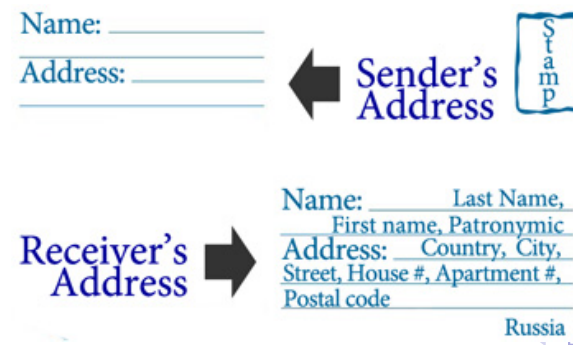 Name:
Address:
Sender's
Address
Stamp
Receiver's
Address
Name: Last Name,
First name, Patronymic
Address: Country, City,
Street, House #, Apartment #,
Postal code
Russia